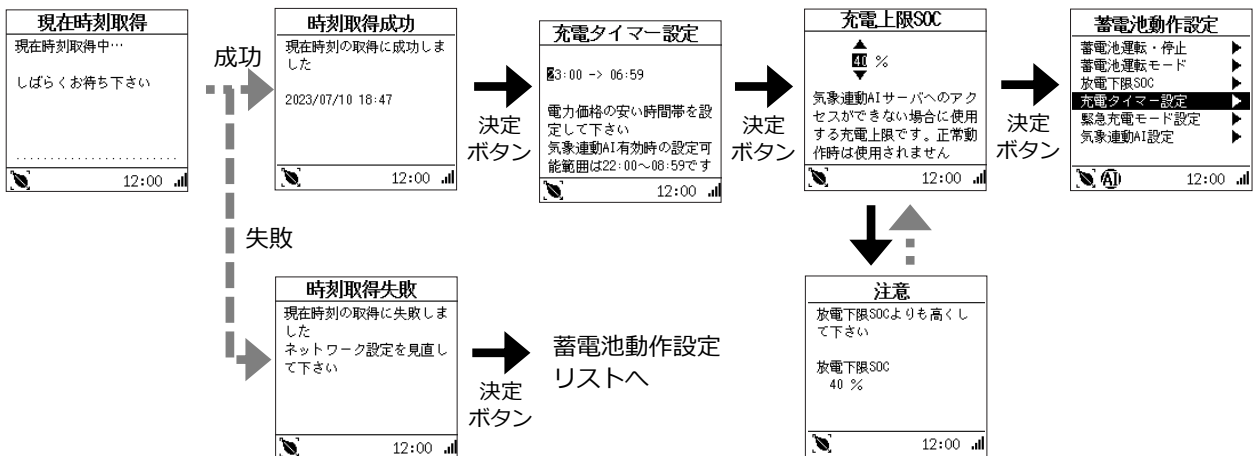 現在時刻取得
現在時刻取得中…
しばらくお待ち下さい
12:00
成功
失敗
時刻取得成功
現在時刻の取得に成功しま
した
2023/07/10 18:47
12:00
決定
ボタン
充電タイマー設定
23:00 -> 06:59
電力価格の安い時間帯を設
定して下さい
気象連動AI有効時の設定可
能範囲は22:00～08:59です
12:00
決定
ボタン
充電上限SOC
40 %
気象連動AIサーバへのアク
セスができない場合に使用
する充電上限です。正常動
作時は使用されません
12:00
決定
ボタン
蓄電池動作設定
蓄電池運転・停止
蓄電池運転モード
放電下限SOC
充電タイマー設定
緊急充電モード設定
気象連動AI設定
AI
12:00
時刻取得失敗
現在時刻の取得に失敗しま
した
ネットワーク設定を見直し
て下さい
12:00
決定
ボタン
蓄電池動作設定
リストへ
注意
放電下限SOCよりも高くし
て下さい
放電下限SOC
40 %
12:00